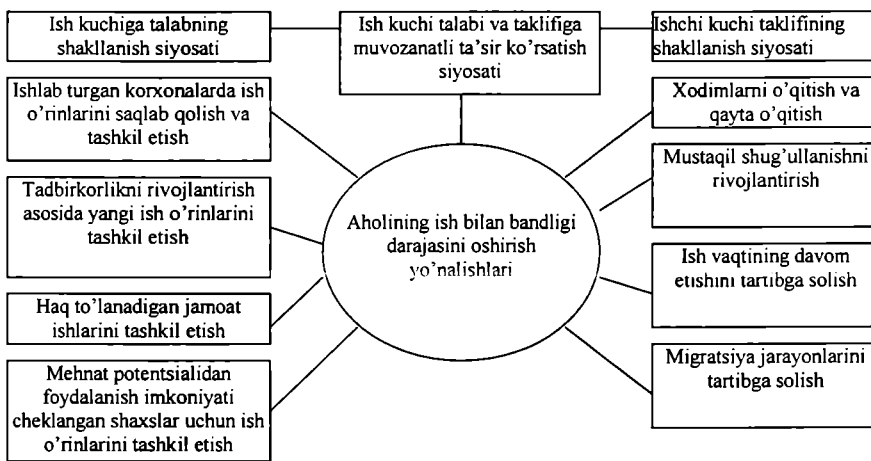 Ish kuchiga talabning
shakllanish siyosati
Ish kuchi talabi va taklifiga
muvozanatli ta'sir ko'rsatish
siyosati
Ishchi kuchi taklifining
shakllanish siyosati
Ishlab turgan korxonalarda ish
o'rinlarini saqlab qolish va
tashkil etish
Tadbirkorlikni rivojlantirish
asosida yangi ish o'rinlarini
tashkil etish
Haq to'lanadigan jamoat
ishlarini tashkil etish
Mehnat potentsialidan
foydalanish imkoniyati
cheklangan shaxslar uchun ish
o'rinlarini tashkil etish
Aholining ish bilan bandligi
darajasini oshirish
yo'nalishlari
Xodimlarni o'qitish va
qayta o'qitish
Mustaqil shug'ullanishni
rivojlantirish
Ish vaqtining davom
etishini tartibga solish
Migratsiya jarayonlarini
tartibga solish